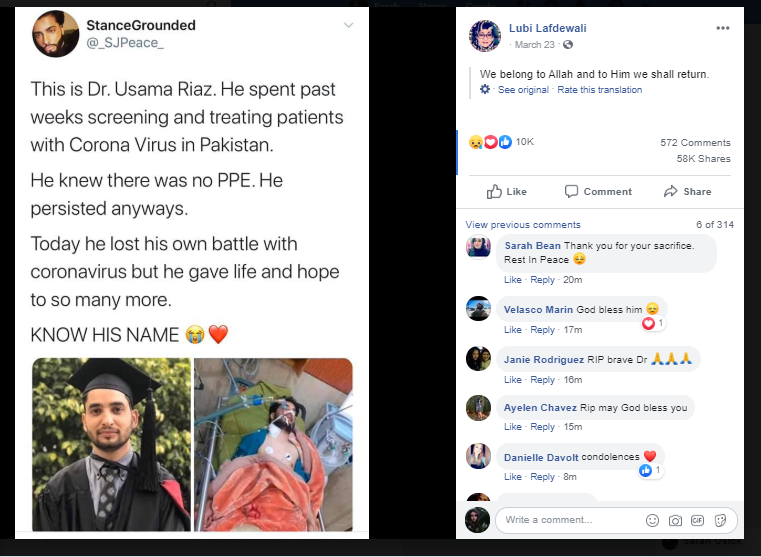 StanceGrounded
@_SJPeace_
This is Dr. Usama Riaz. He spent past
weeks screening and treating patients
with Corona Virus in Pakistan.
He knew there was no PPE. He
persisted anyways.
Today he lost his own battle with
coronavirus but he gave life and hope
to so many more.
KNOW HIS NAME 😭❤️
Lubi Lafdewali
· March 23 ·
We belong to Allah and to Him we shall return.
· See original · Rate this translation
10K
572 Comments
58K Shares
Like
Comment
Share
View previous comments
6 of 314
Sarah Bean Thank you for your sacrifice.
Rest In Peace 😔
Like · Reply · 20m
Velasco Marin God bless him 😞
1
Like · Reply · 17m
Janie Rodriguez RIP brave Dr 🙏🙏🙏
Like · Reply · 16m
Ayelen Chavez Rip may God bless you
Like · Reply · 15m
Danielle Davolt condolences ❤️
1
Like · Reply · 8m
Write a comment...
GIF